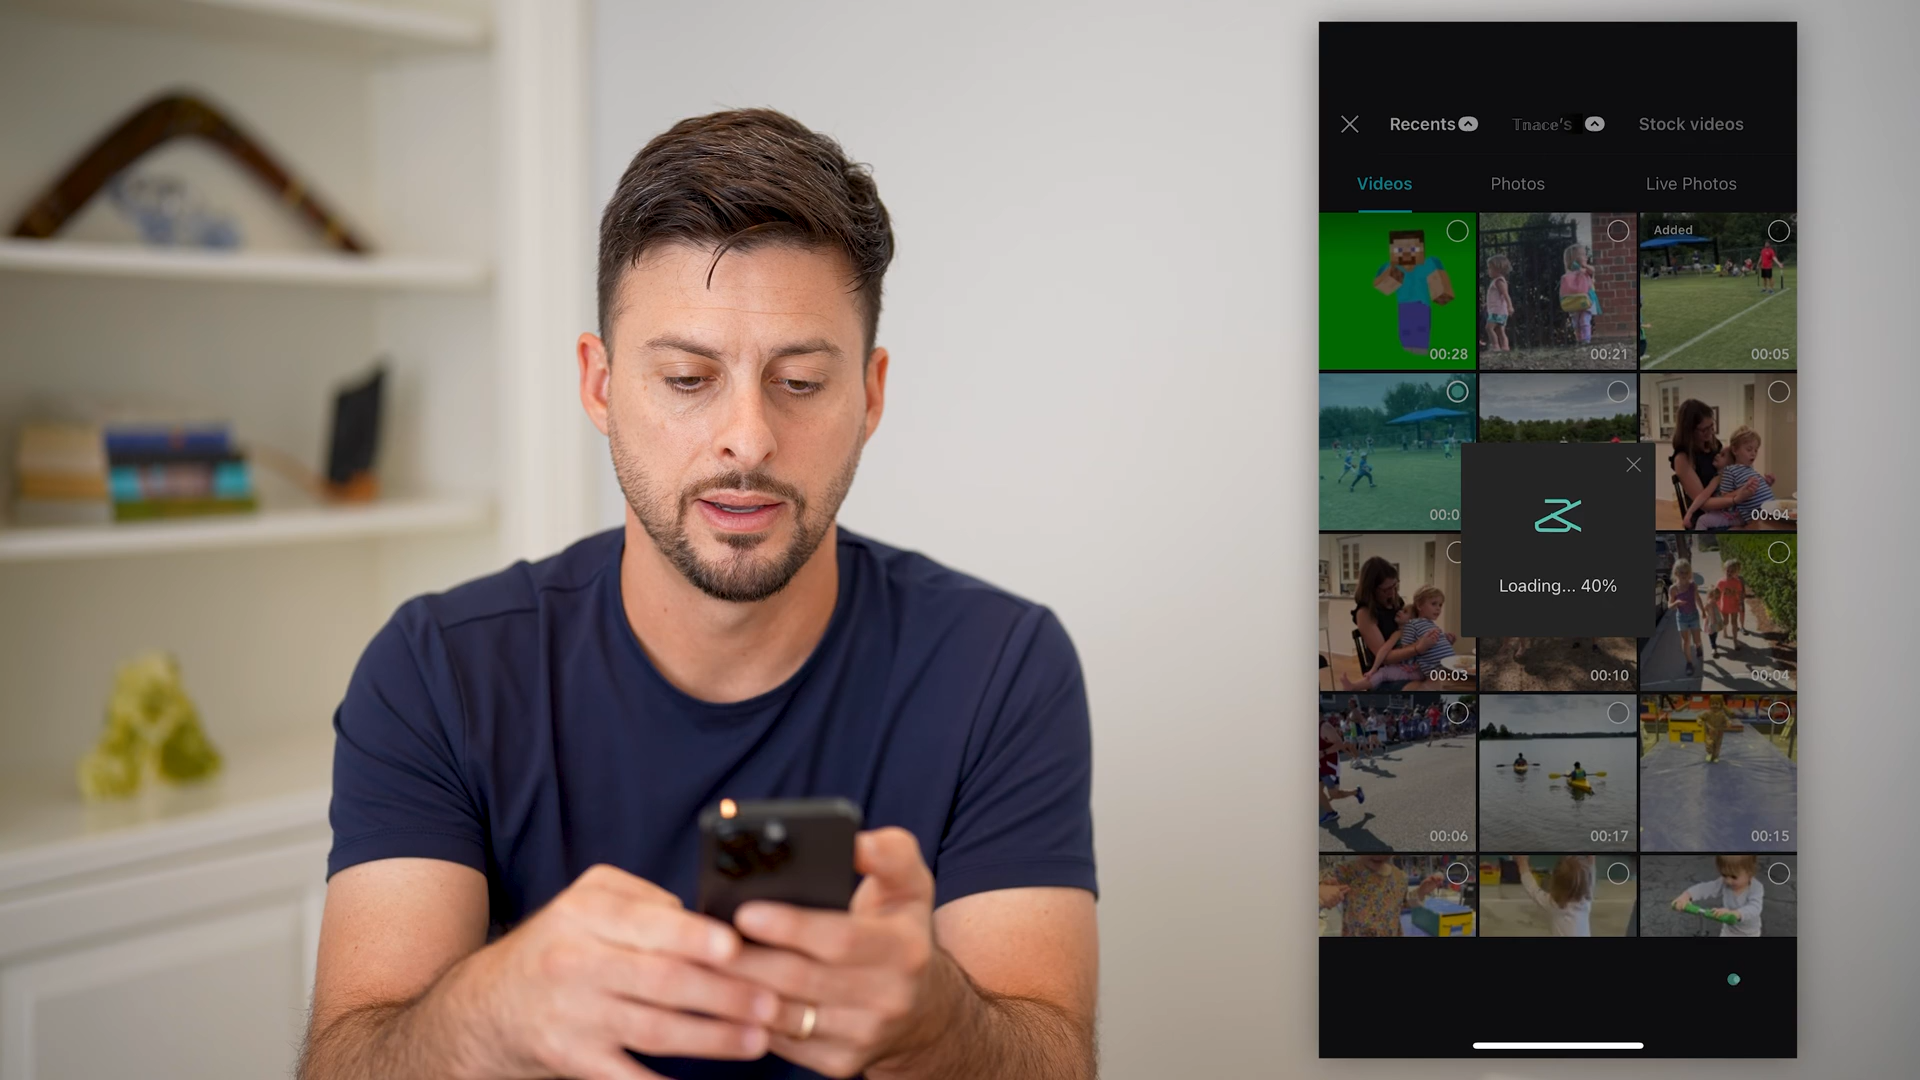 Recents
Stock videos
Videos Photos Live Photos
Added
00:28 00:21 00:05
00:04
Loading... 40%
00:03 00:10 00:04
00:06 00:17 00:15